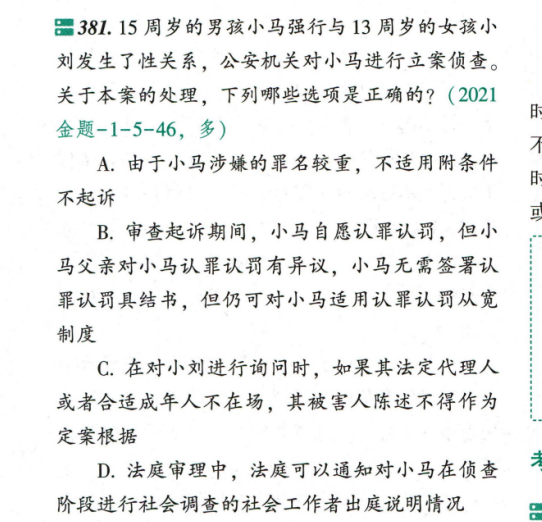 381. 15 周岁的男孩小马强行与 13 周岁的女孩小
刘发生了性关系，公安机关对小马进行立案侦查。
关于本案的处理，下列哪些选项是正确的？（2021
金题-1-5-46，多）
A. 由于小马涉嫌的罪名较重，不适用附条件
不起诉
B. 审查起诉期间，小马自愿认罪认罚，但小
马父亲对小马认罪认罚有异议，小马无需签署认
罪认罚具结书，但仍可对小马适用认罪认罚从宽
制度
C. 在对小刘进行询问时，如果其法定代理人
或者合适成年人不在场，其被害人陈述不得作为
定案根据
D. 法庭审理中，法庭可以通知对小马在侦查
阶段进行社会调查的社会工作者出庭说明情况
时
不
时
或